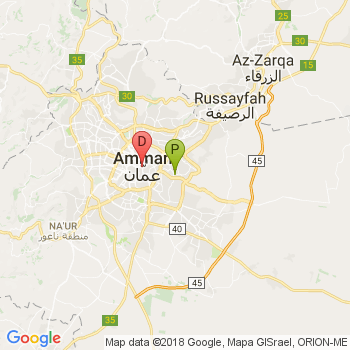 25
35
Az-Zarqa
الزرقاء
30
30
Russayfah
الرصيفة
D
P
Amman
عمان
45
NA'UR
منطقة ناعور
40
45
35
Google
Map data ©2018 Google, Mapa GISrael, ORION-ME